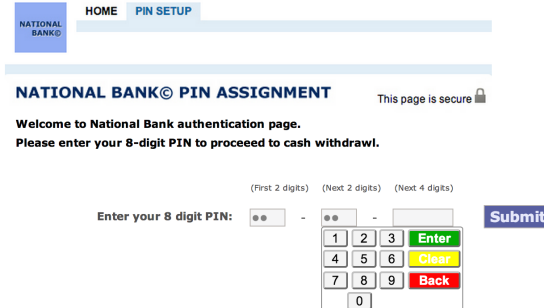 HOME PIN SETUP
NATIONAL
BANK©
NATIONAL BANK© PIN ASSIGNMENT
This page is secure
Welcome to National Bank authentication page.
Please enter your 8-digit PIN to proceeed to cash withdrawl.
(First 2 digits) (Next 2 digits) (Next 4 digits)
Enter your 8 digit PIN: •• - •• - Submit
1 2 3 Enter
4 5 6 Clear
7 8 9 Back
0